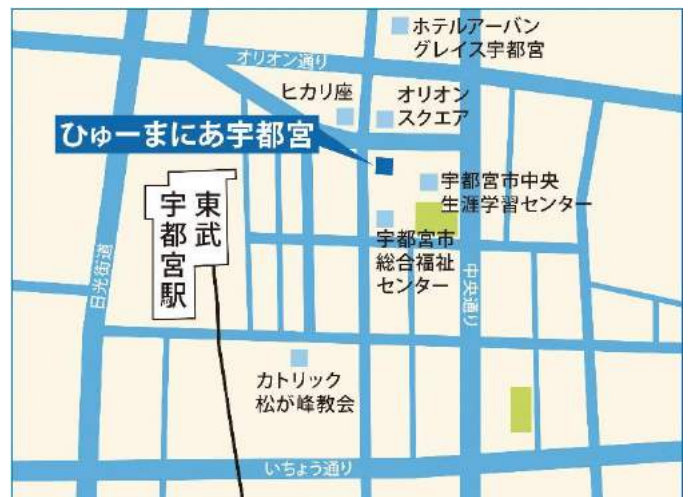 ホテルアーバン
グレイス宇都宮
オリオン通り
ヒカリ座
オリオン
スクエア
ひゅーまにあ宇都宮
宇都宮市中央
生涯学習センター
東武
宇都宮駅
宇都宮市
総合福祉
センター
日光街道
中央通り
カトリック
松が峰教会
いちょう通り